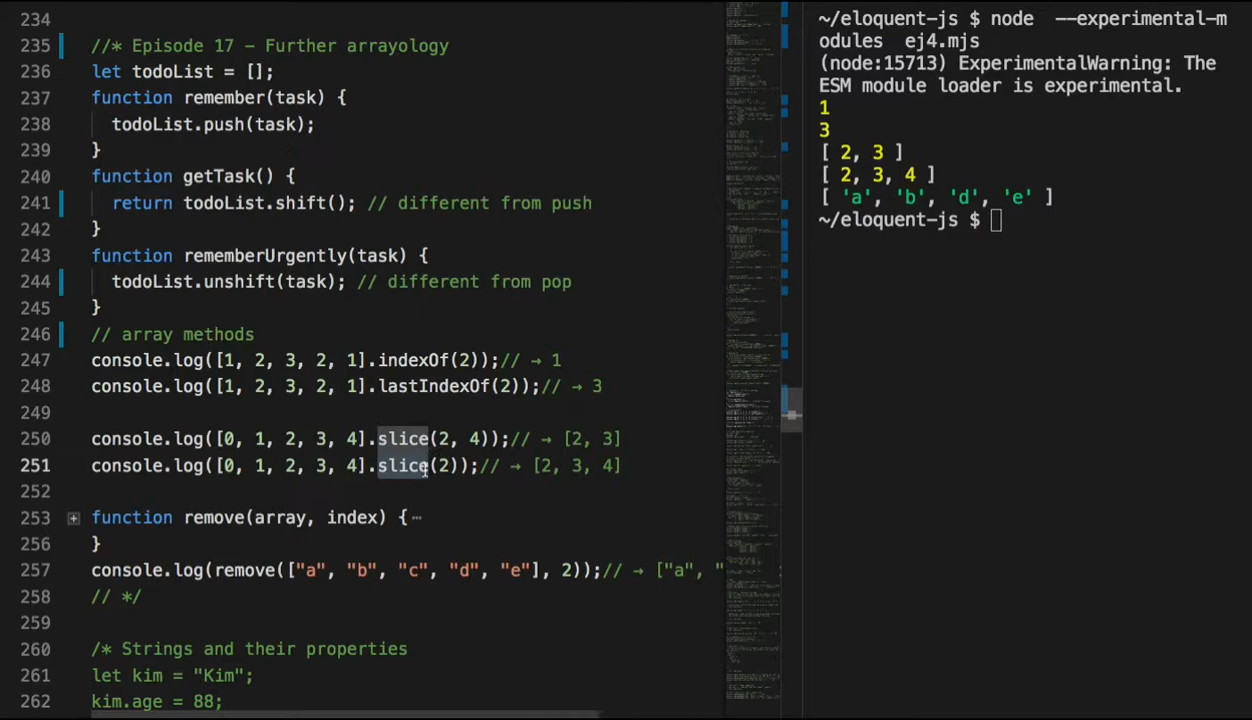 234
235 //* Episode 17 - Further arrayology
236 let todoList = [];
237 function remember(task) {
238 todoList.push(task);
239 }
240 function getTask() {
241 return todoList.shift(); // different from push
242 }
243 function rememberUrgently(task) {
244 todoList.unshift(task); // different from pop
245 }
246 // array methods
247 console.log([1, 2, 3, 2, 1].indexOf(2));// → 1
248 console.log([1, 2, 3, 2, 1].lastIndexOf(2));// → 3
249
250 console.log([0, 1, 2, 3, 4].slice(2, 4));// → [2, 3]
251 console.log([0, 1, 2, 3, 4].slice(2));// → [2, 3, 4]
252
253 function remove(array, index) {⋯
256 }
257 console.log(remove(["a", "b", "c", "d", "e"], 2));// → ["a", "
258 // */
259
260 /* Strings and their properties
261 let kim = "Kim";
262 kim.age = 88;
~/eloquent-js $ node --experimental-m
odules ej4.mjs
(node:15713) ExperimentalWarning: The
ESM module loader is experimental.
1
3
[ 2, 3 ]
[ 2, 3, 4 ]
[ 'a', 'b', 'd', 'e' ]
~/eloquent-js $